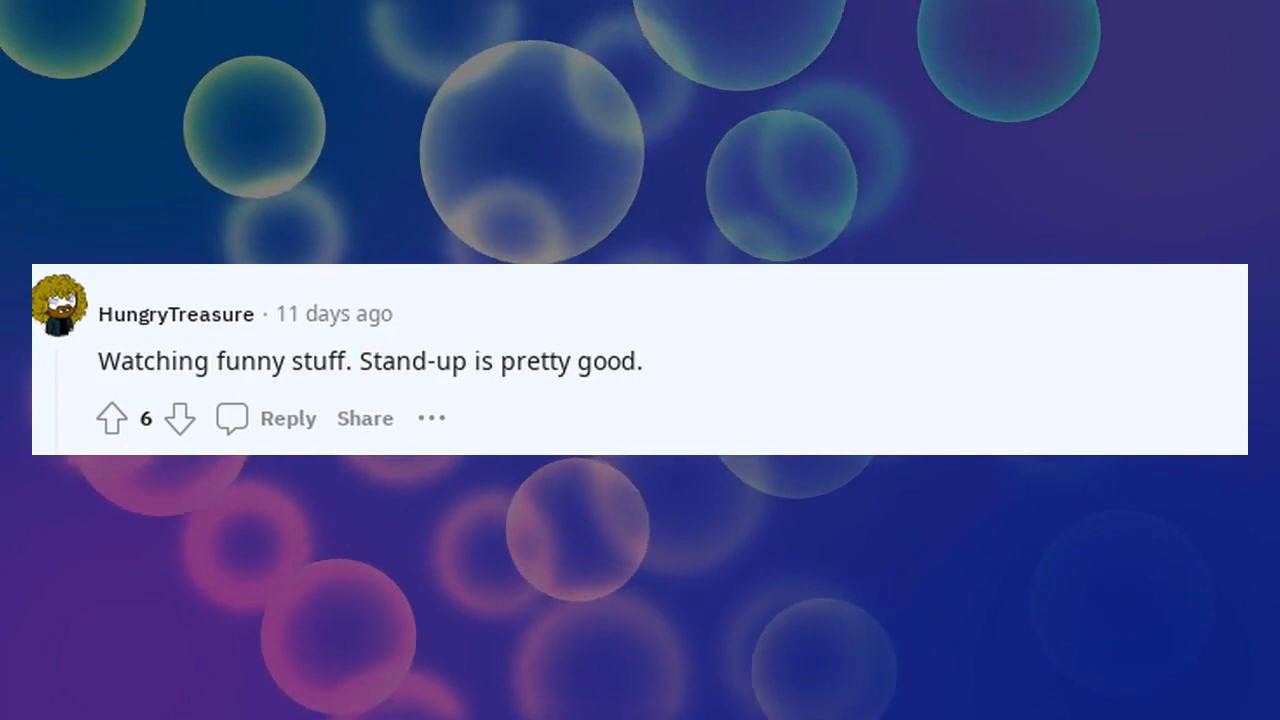 HungryTreasure · 11 days ago
Watching funny stuff. Stand-up is pretty good.
6 Reply Share ···